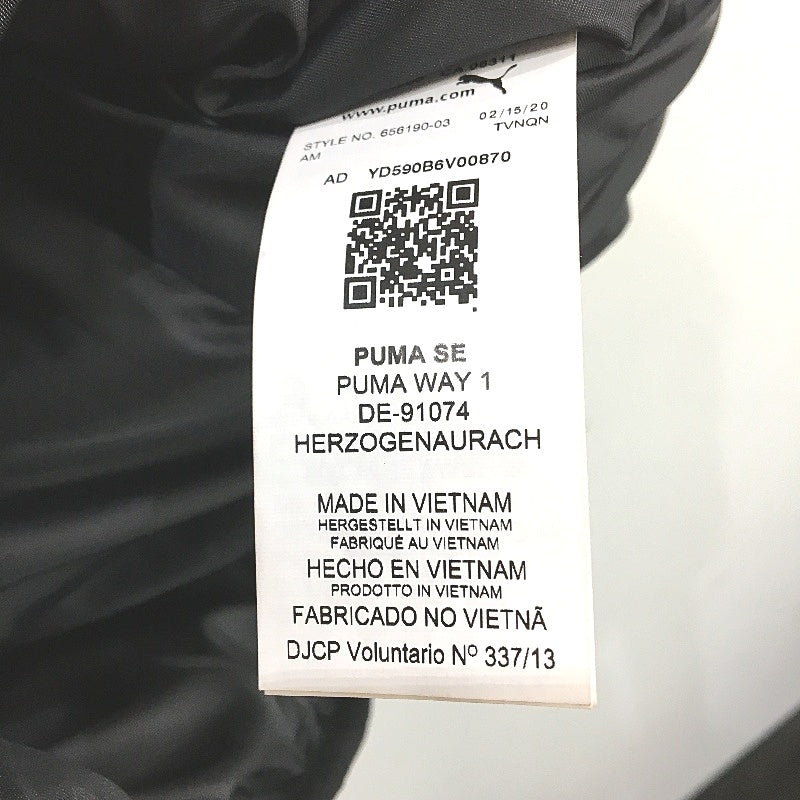 www.puma.com
STYLE NO. 656190-03 02/15/20
AM TVNQN
AD YD590B6V00870
PUMA SE
PUMA WAY 1
DE-91074
HERZOGENAURACH
MADE IN VIETNAM
HERGESTELLT IN VIETNAM
FABRIQUÉ AU VIETNAM
HECHO EN VIETNAM
PRODOTTO IN VIETNAM
FABRICADO NO VIETNÃ
DJCP Voluntario Nº 337/13